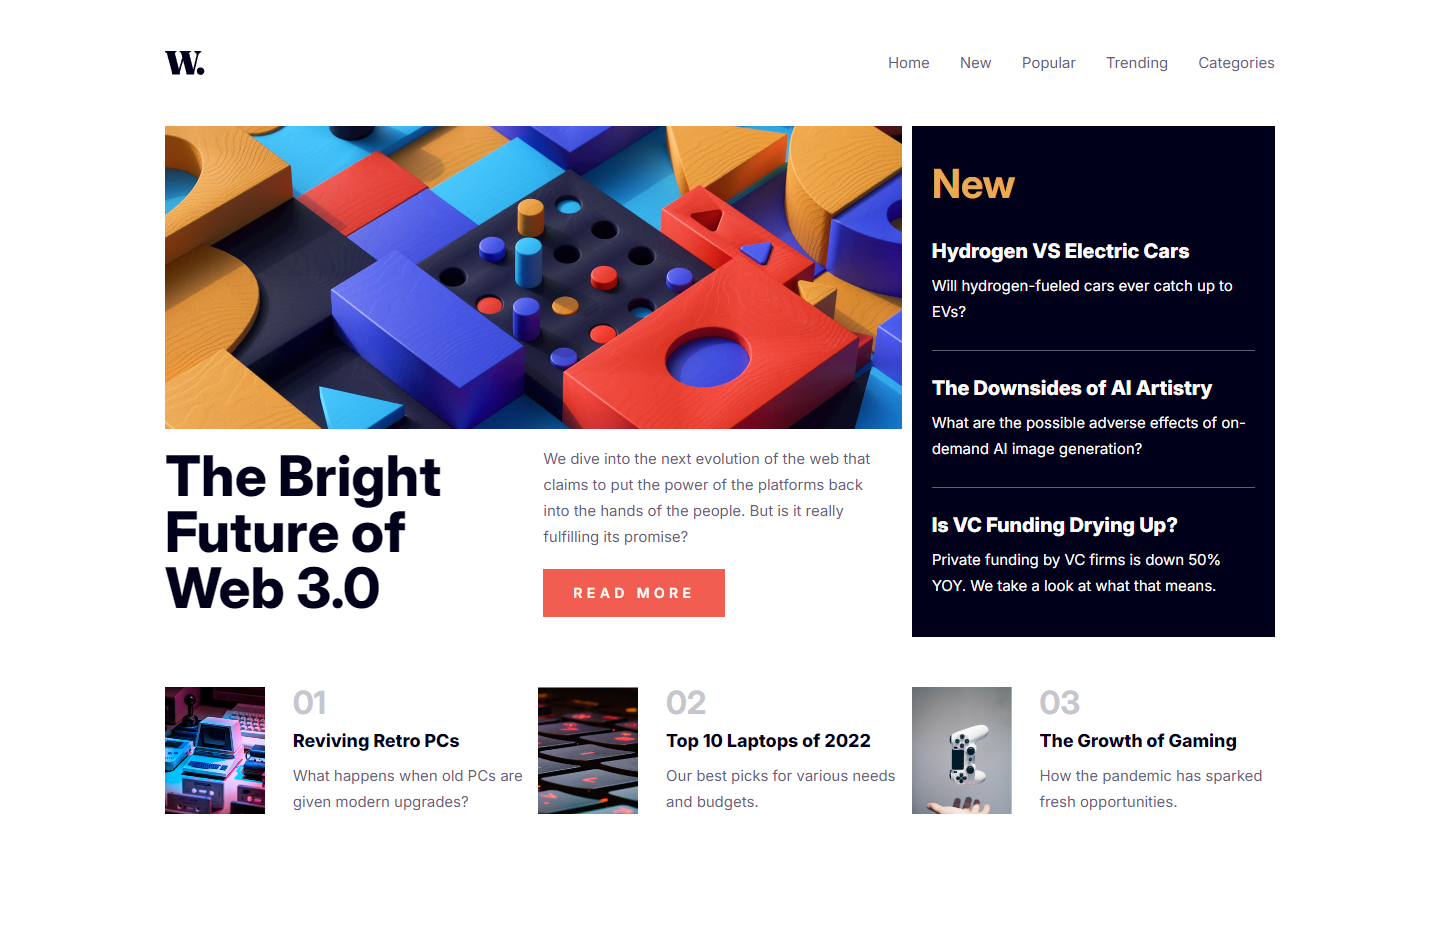 W.
Home New Popular Trending Categories
The Bright
Future of
Web 3.0
We dive into the next evolution of the web that
claims to put the power of the platforms back
into the hands of the people. But is it really
fulfilling its promise?
READ MORE
New
Hydrogen VS Electric Cars
Will hydrogen-fueled cars ever catch up to
EVs?
The Downsides of AI Artistry
What are the possible adverse effects of on-
demand AI image generation?
Is VC Funding Drying Up?
Private funding by VC firms is down 50%
YOY. We take a look at what that means.
01
Reviving Retro PCs
What happens when old PCs are
given modern upgrades?
02
Top 10 Laptops of 2022
Our best picks for various needs
and budgets.
03
The Growth of Gaming
How the pandemic has sparked
fresh opportunities.